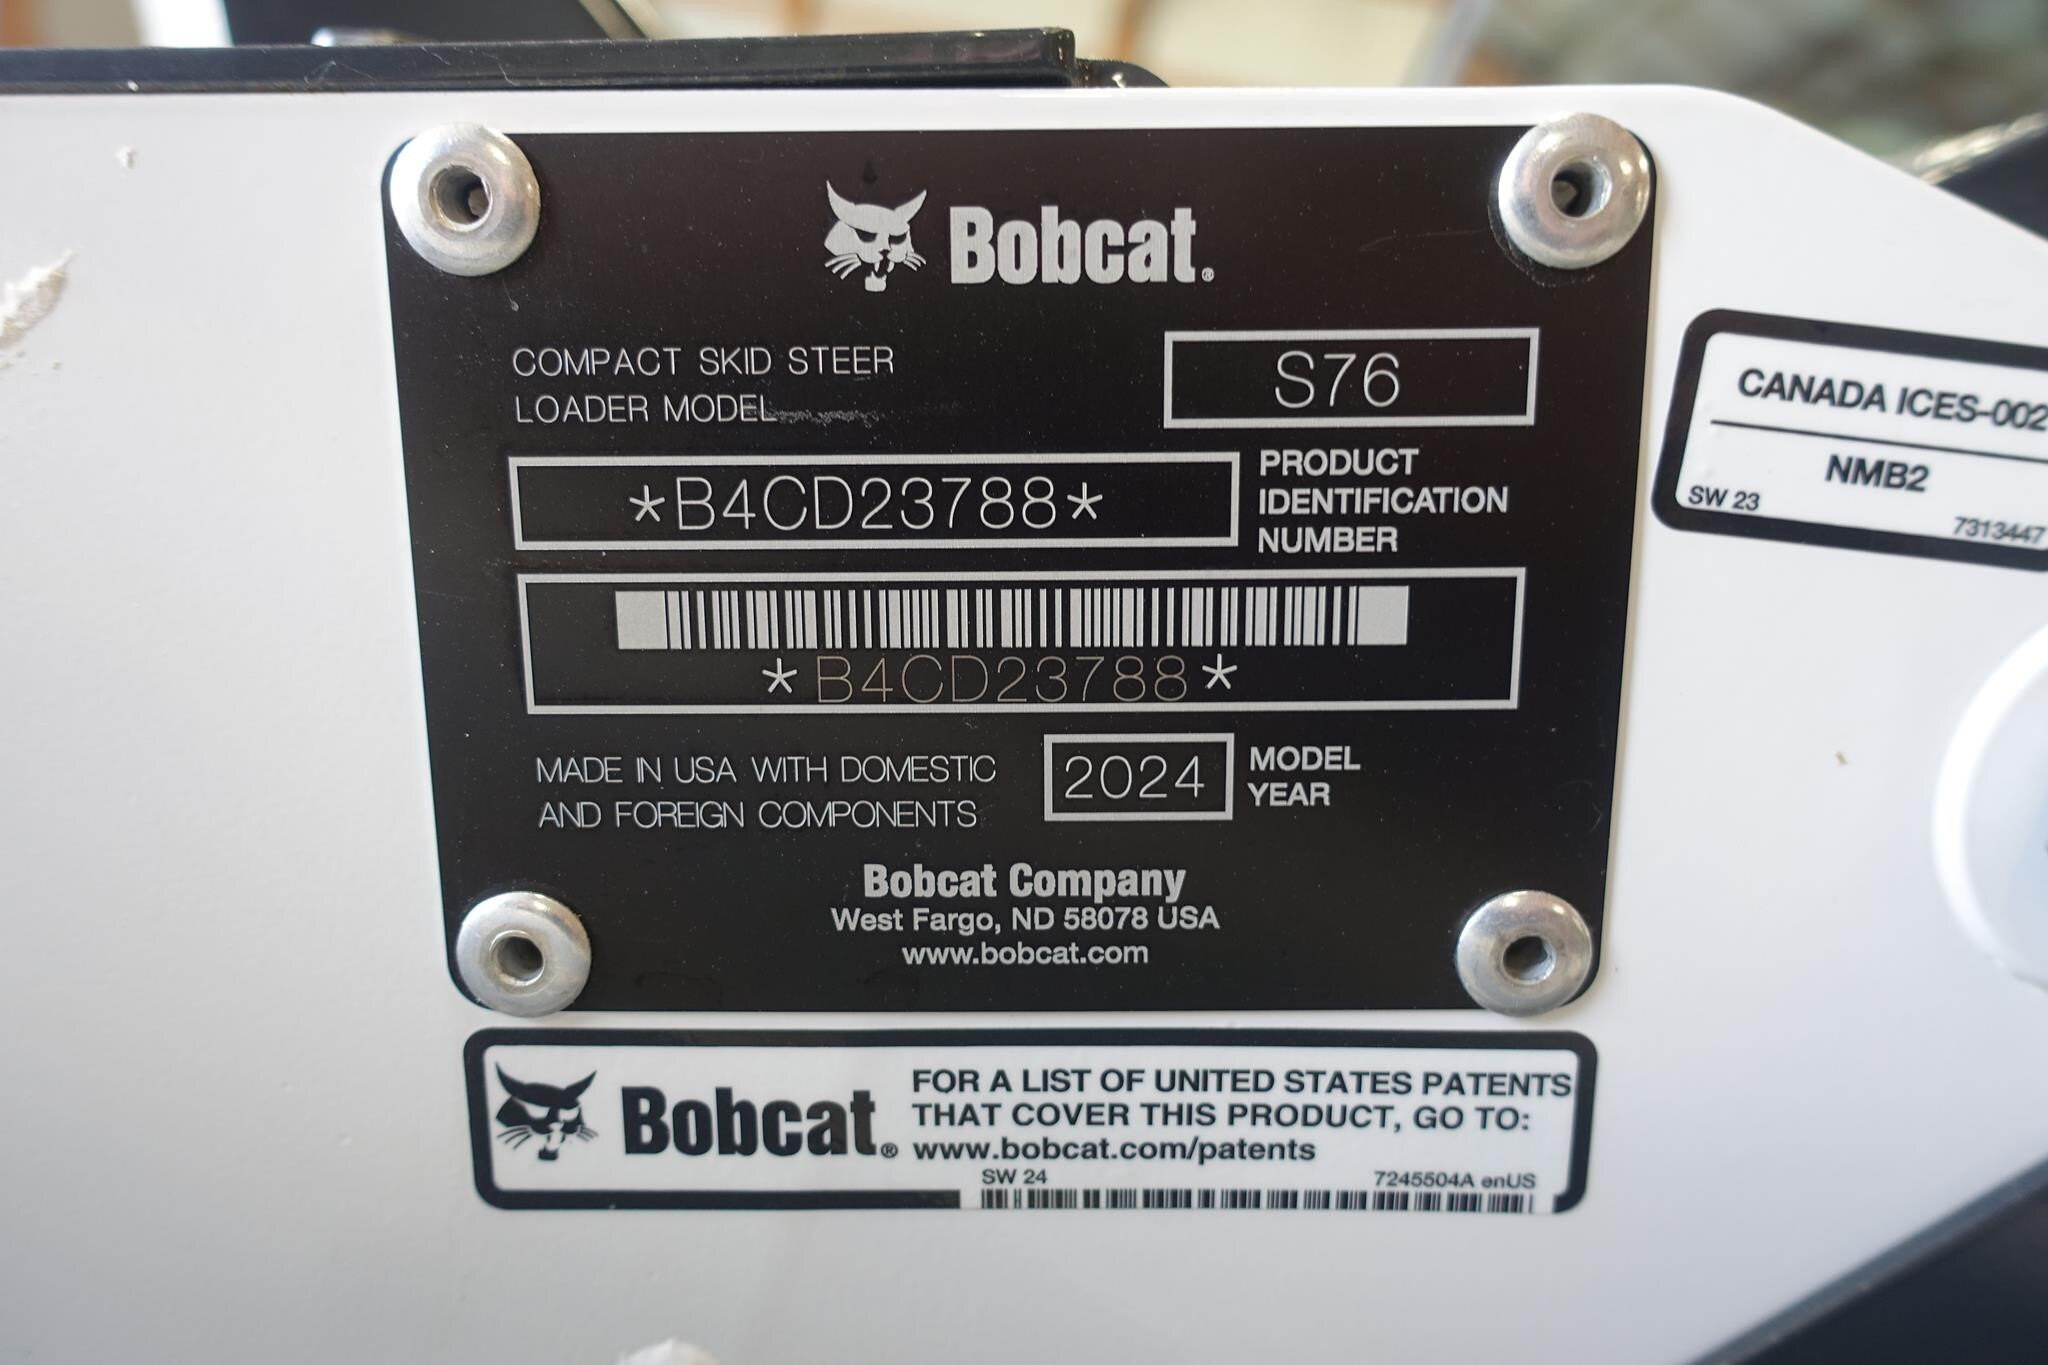 Bobcat®
COMPACT SKID STEER
LOADER MODEL
S76
*B4CD23788*
PRODUCT
IDENTIFICATION
NUMBER
*B4CD23788*
MADE IN USA WITH DOMESTIC
AND FOREIGN COMPONENTS
2024
MODEL
YEAR
Bobcat Company
West Fargo, ND 58078 USA
www.bobcat.com
CANADA ICES-002
NMB2
SW 23
7313447
Bobcat®
FOR A LIST OF UNITED STATES PATENTS
THAT COVER THIS PRODUCT, GO TO:
www.bobcat.com/patents
SW 24
7245504A enUS